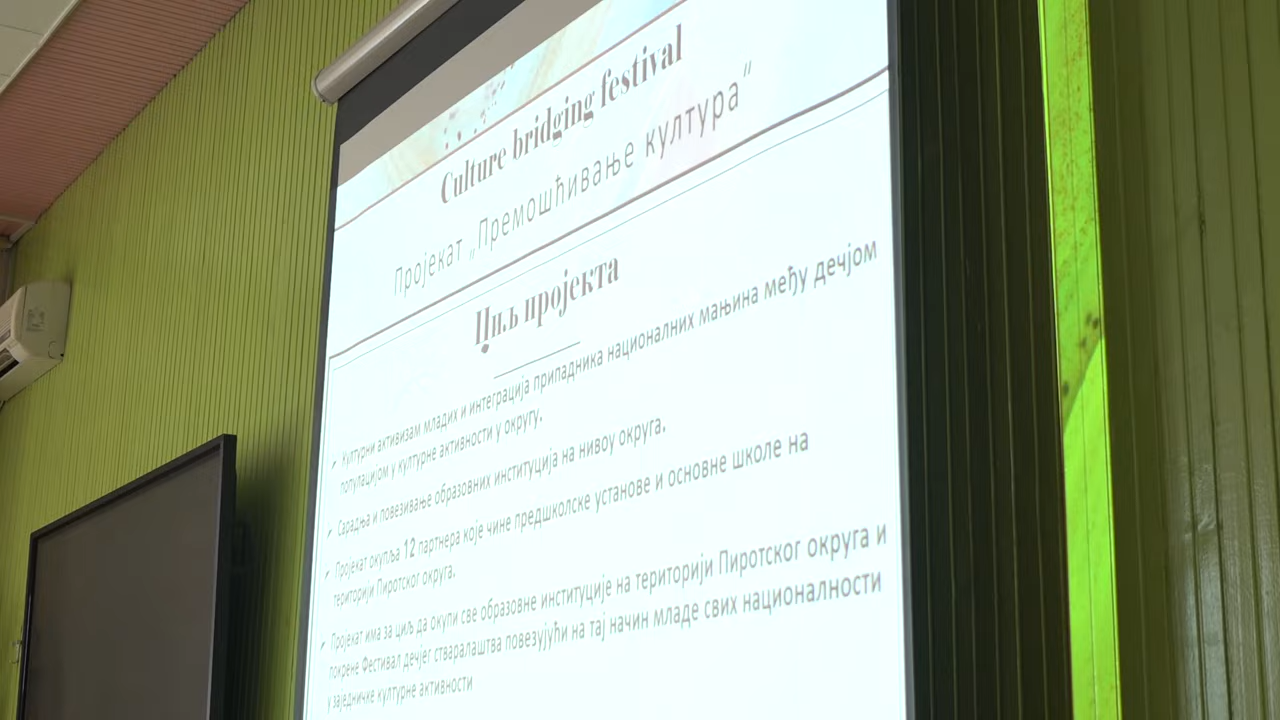 Culture bridging festival
Пројекат „Премошћивање култура“
Циљ пројекта
Културни активизам младих и интеграција припадника националних мањина међу дечјом
популацијом у културне активности у округу.
Сарадња и повезивање образовних институција на нивоу округа.
Пројекат окупља 12 партнера које чине предшколске установе и основне школе на
територији Пиротског округа.
Пројекат има за циљ да окупи све образовне институције на територији Пиротског округа и
покрене Фестивал дечјег стваралаштва повезујући на тај начин младе свих националности
у заједничке културне активности